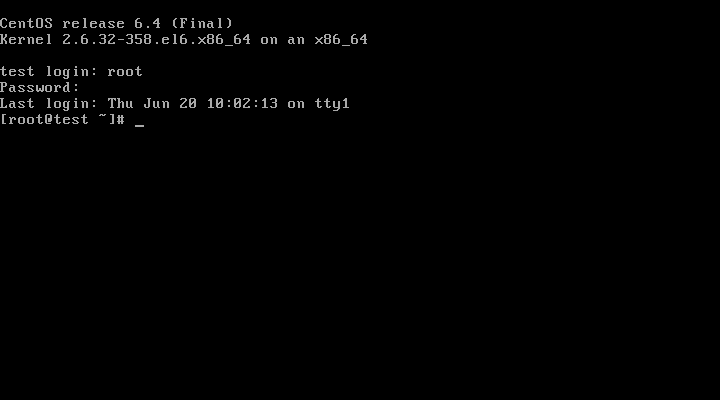 CentOS release 6.4 (Final)
Kernel 2.6.32-358.el6.x86_64 on an x86_64
test login: root
Password:
Last login: Thu Jun 20 10:02:13 on tty1
[root@test ~]# _